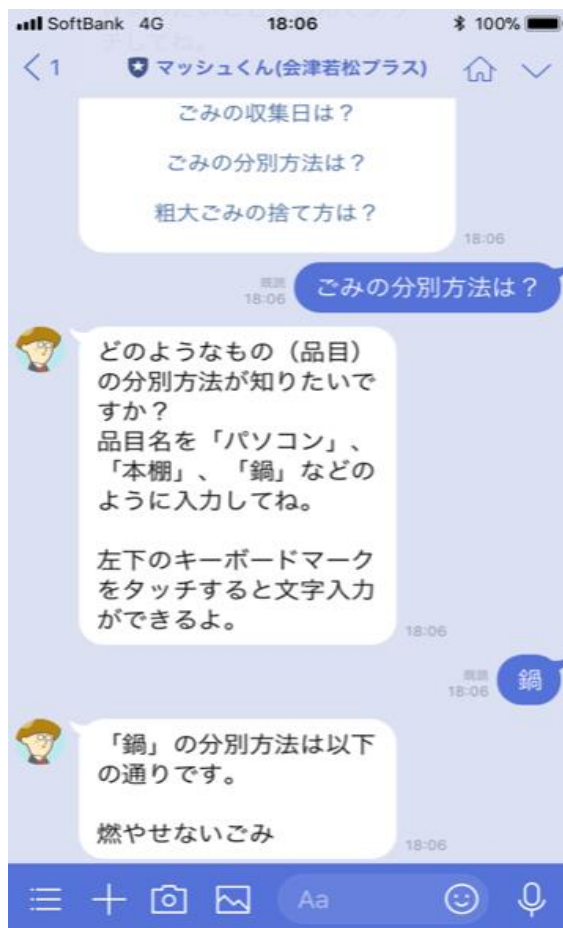 SoftBank 4G 18:06 100%
1 マッシュくん(会津若松プラス)
ごみの収集日は？
ごみの分別方法は？
粗大ごみの捨て方は？
18:06
ごみの分別方法は？
既読
18:06
どのようなもの（品目）
の分別方法が知りたいで
すか？
品目名を「パソコン」、
「本棚」、「鍋」などの
ように入力してね。
左下のキーボードマーク
をタッチすると文字入力
ができるよ。
18:06
鍋
既読
18:06
「鍋」の分別方法は以下
の通りです。
燃やせないごみ
18:06
Aa